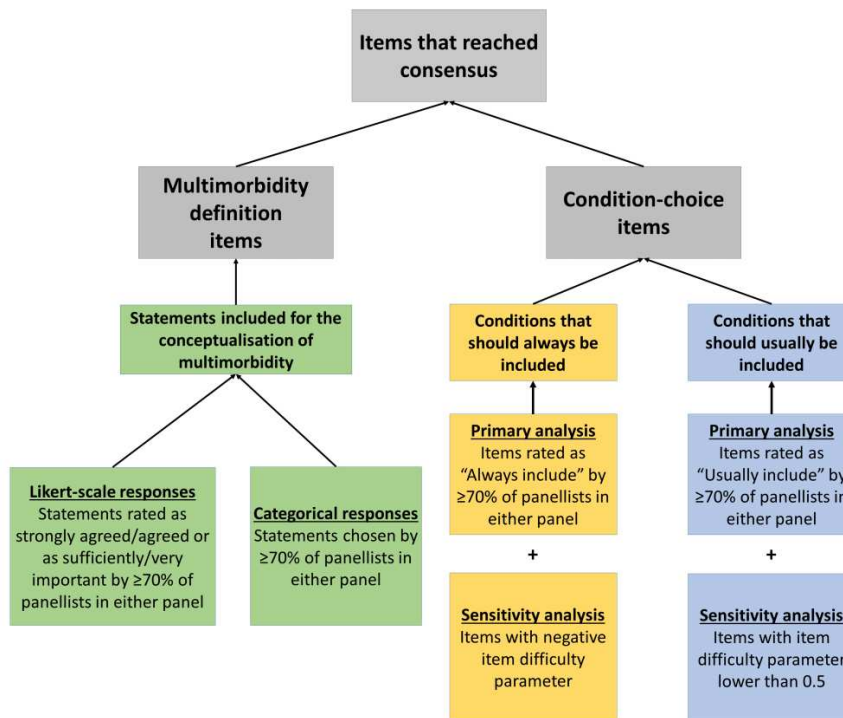 Items that reached
consensus
Multimorbidity
definition
items
Condition-choice
items
Statements included for the
conceptualisation of
multimorbidity
Conditions that
should always be
included
Conditions that
should usually be
included
Likert-scale responses
Statements rated as
strongly agreed/agreed or
as sufficiently/very
important by ≥70% of
panellists in either panel
Categorical responses
Statements chosen by
≥70% of panellists in
either panel
Primary analysis
Items rated as
“Always include” by
≥70% of panellists in
either panel
+
Sensitivity analysis
Items with negative
item difficulty
parameter
Primary analysis
Items rated as
“Usually include” by
≥70% of panellists in
either panel
+
Sensitivity analysis
Items with item
difficulty parameter
lower than 0.5